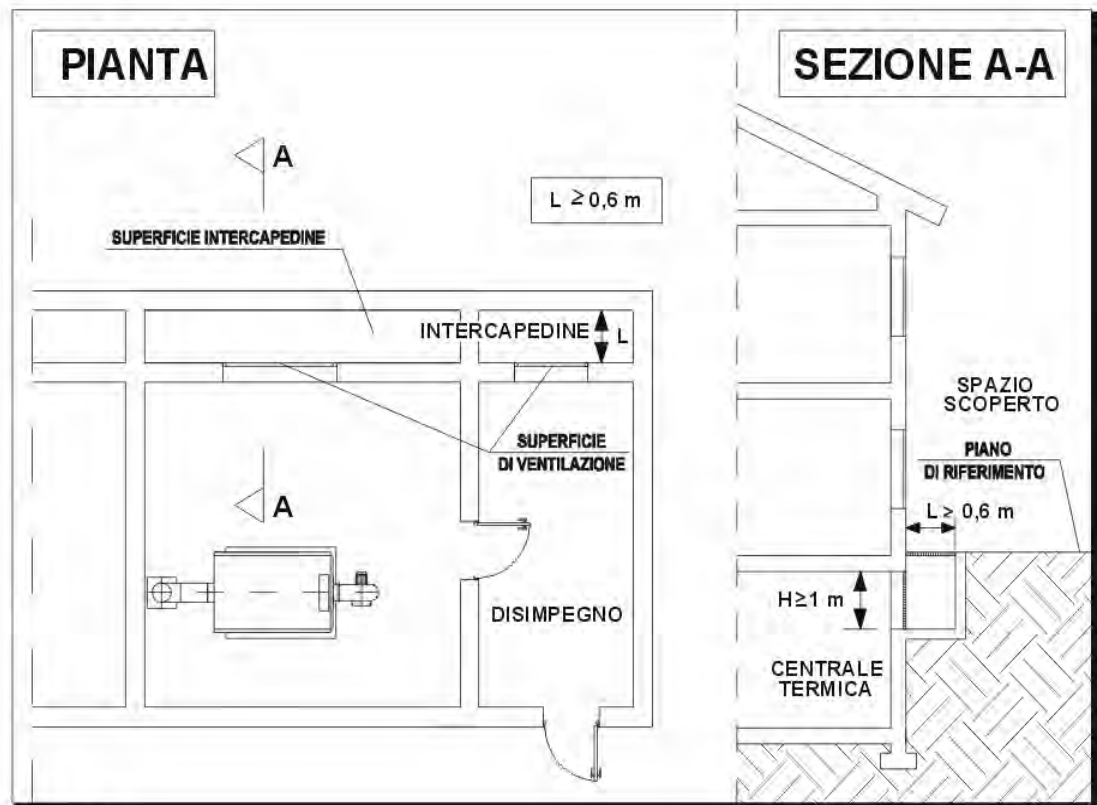 PIANTA
SEZIONE A-A
A
L ≥ 0,6 m
SUPERFICIE INTERCAPEDINE
INTERCAPEDINE
L
SUPERFICIE
DI VENTILAZIONE
A
DISIMPEGNO
SPAZIO
SCOPERTO
PIANO
DI RIFERIMENTO
L ≥ 0,6 m
H≥1 m
CENTRALE
TERMICA